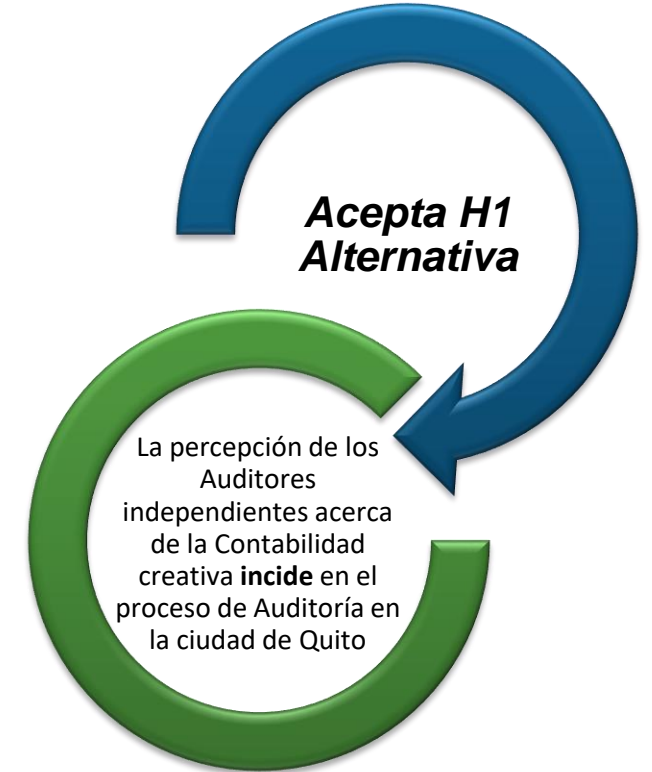 Acepta H1
Alternativa
La percepción de los
Auditores
independientes acerca
de la Contabilidad
creativa incide en el
proceso de Auditoría en
la ciudad de Quito